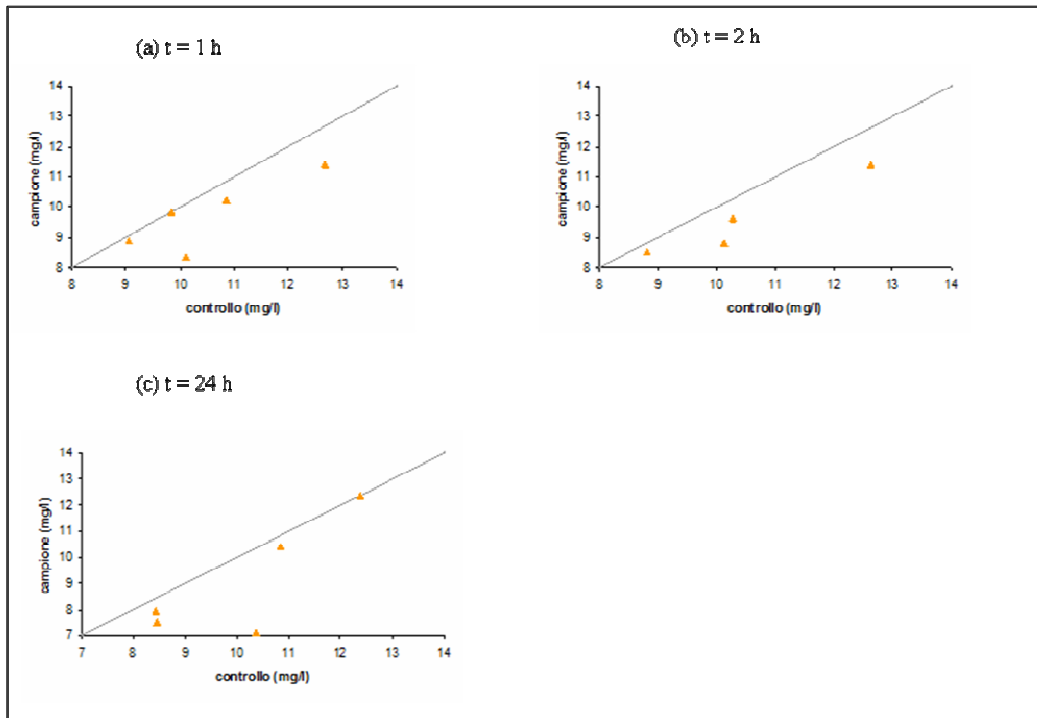 (a) t = 1 h
14
13
12
11
10
9
8
campione (mg/l)
8 9 10 11 12 13 14
controllo (mg/l)
(b) t = 2 h
14
13
12
11
10
9
8
campione (mg/l)
8 9 10 11 12 13 14
controllo (mg/l)
(c) t = 24 h
14
13
12
11
10
9
8
7
campione (mg/l)
7 8 9 10 11 12 13 14
controllo (mg/l)